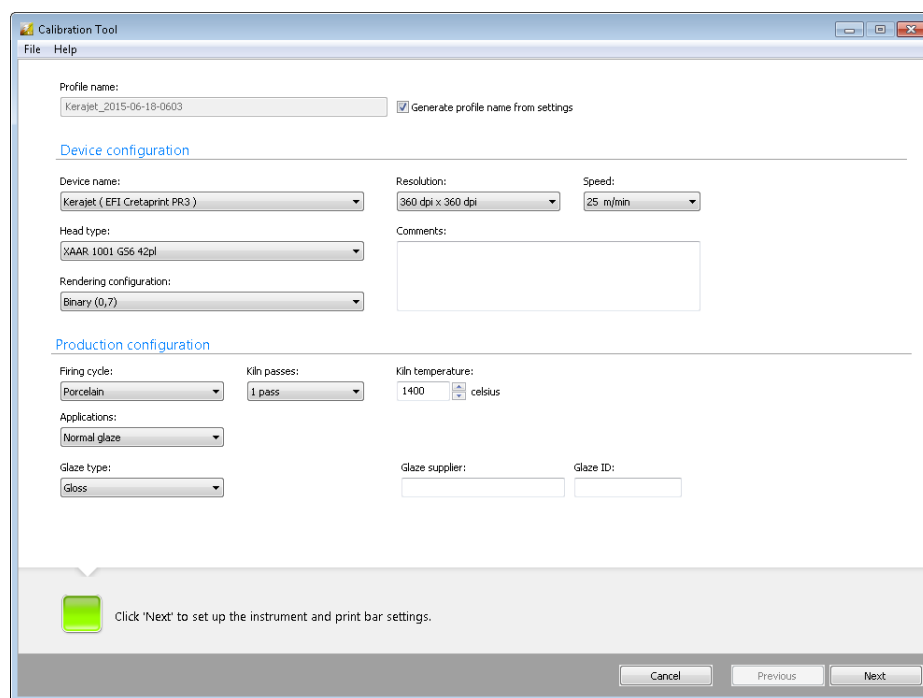 Calibration Tool
File Help
Profile name:
Kerajet_2015-06-18-0603
Generate profile name from settings
Device configuration
Device name: Resolution: Speed:
Kerajet ( EFI Cretaprint PR3 ) 360 dpi x 360 dpi 25 m/min
Head type: Comments:
XAAR 1001 GS6 42pl
Rendering configuration:
Binary (0,7)
Production configuration
Firing cycle: Kiln passes: Kiln temperature:
Porcelain 1 pass 1400 celsius
Applications:
Normal glaze
Glaze type: Glaze supplier: Glaze ID:
Gloss
Click 'Next' to set up the instrument and print bar settings.
Cancel Previous Next